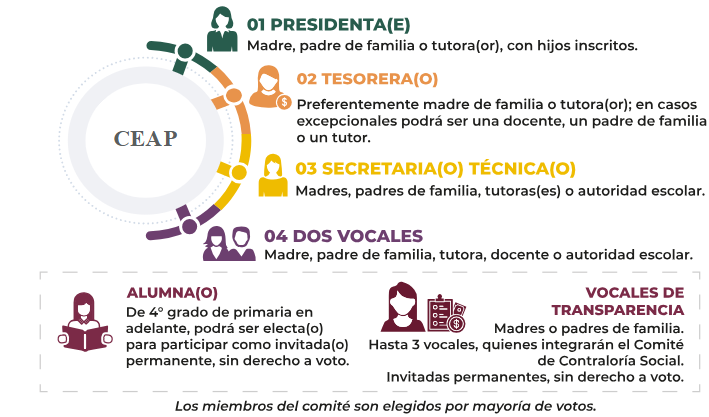 01 PRESIDENTA(E)
Madre, padre de familia o tutora(or), con hijos inscritos.
02 TESORERA(O)
Preferentemente madre de familia o tutora(or); en casos
excepcionales podrá ser una docente, un padre de familia
o un tutor.
CEAP
03 SECRETARIA(O) TÉCNICA(O)
Madres, padres de familia, tutoras(es) o autoridad escolar.
04 DOS VOCALES
Madre, padre de familia, tutora, docente o autoridad escolar.
ALUMNA(O)
De 4° grado de primaria en
adelante, podrá ser electa(o)
para participar como invitada(o)
permanente, sin derecho a voto.
VOCALES DE
TRANSPARENCIA
Madres o padres de familia.
Hasta 3 vocales, quienes integrarán el Comité
de Contraloría Social.
Invitadas permanentes, sin derecho a voto.
Los miembros del comité son elegidos por mayoría de votos.